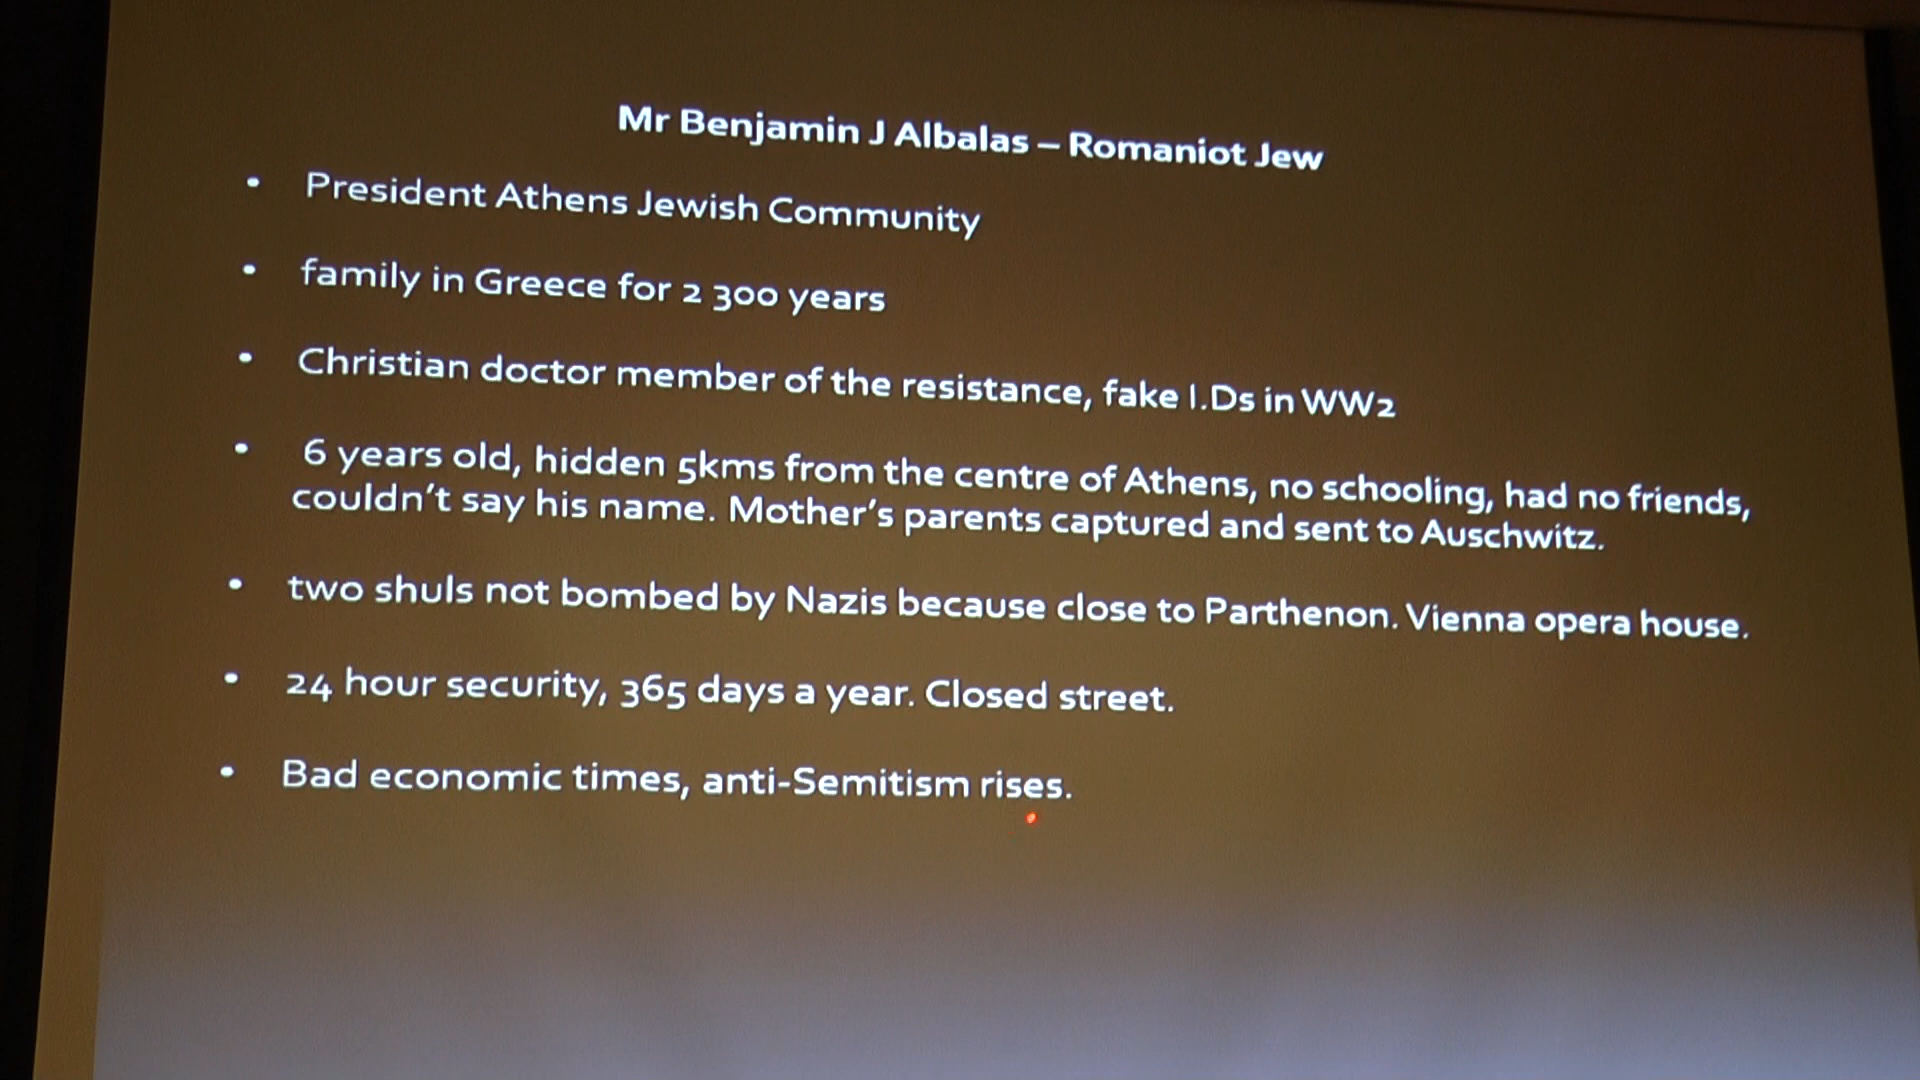 Mr Benjamin J Albalas – Romaniot Jew
• President Athens Jewish Community
• family in Greece for 2 300 years
• Christian doctor member of the resistance, fake I.Ds in WW2
• 6 years old, hidden 5kms from the centre of Athens, no schooling, had no friends,
couldn't say his name. Mother's parents captured and sent to Auschwitz.
• two shuls not bombed by Nazis because close to Parthenon. Vienna opera house.
• 24 hour security, 365 days a year. Closed street.
• Bad economic times, anti-Semitism rises.